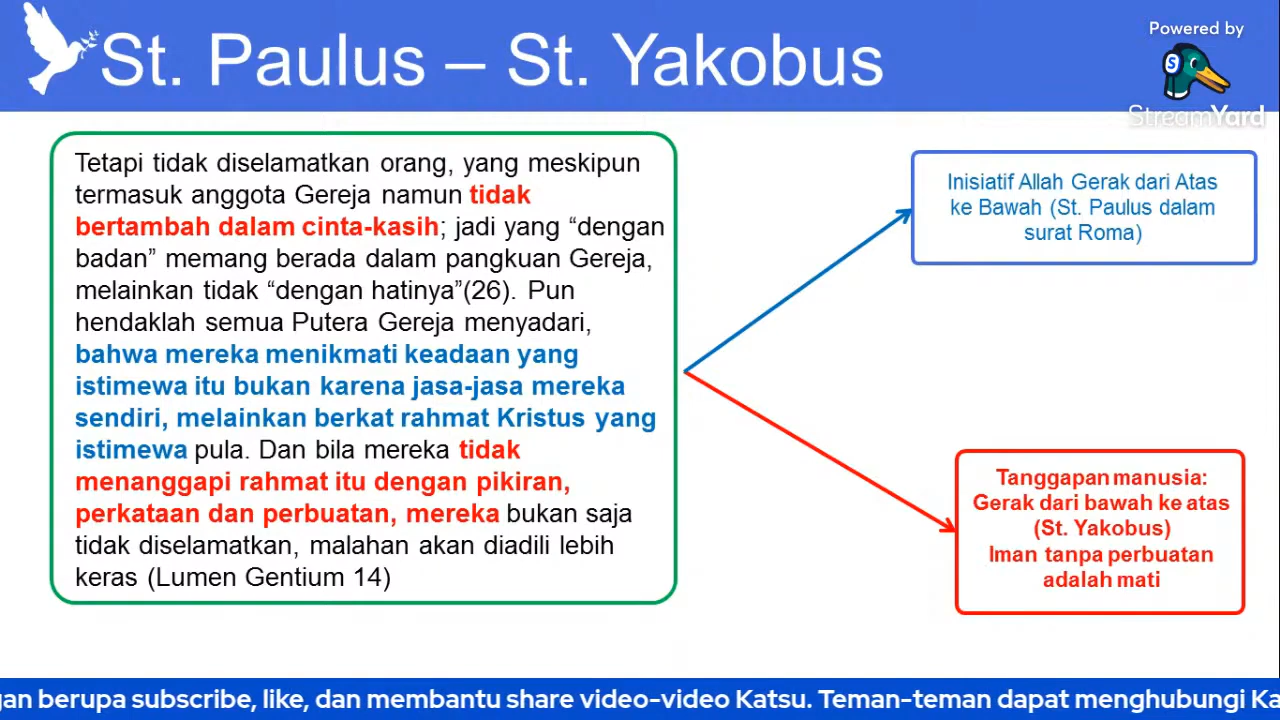 St. Paulus – St. Yakobus
Powered by
S
StreamYard
Tetapi tidak diselamatkan orang, yang meskipun
termasuk anggota Gereja namun tidak
bertambah dalam cinta-kasih; jadi yang “dengan
badan” memang berada dalam pangkuan Gereja,
melainkan tidak “dengan hatinya”(26). Pun
hendaklah semua Putera Gereja menyadari,
bahwa mereka menikmati keadaan yang
istimewa itu bukan karena jasa-jasa mereka
sendiri, melainkan berkat rahmat Kristus yang
istimewa pula. Dan bila mereka tidak
menanggapi rahmat itu dengan pikiran,
perkataan dan perbuatan, mereka bukan saja
tidak diselamatkan, malahan akan diadili lebih
keras (Lumen Gentium 14)
Inisiatif Allah Gerak dari Atas
ke Bawah (St. Paulus dalam
surat Roma)
Tanggapan manusia:
Gerak dari bawah ke atas
(St. Yakobus)
Iman tanpa perbuatan
adalah mati
gan berupa subscribe, like, dan membantu share video-video Katsu. Teman-teman dapat menghubungi Ka